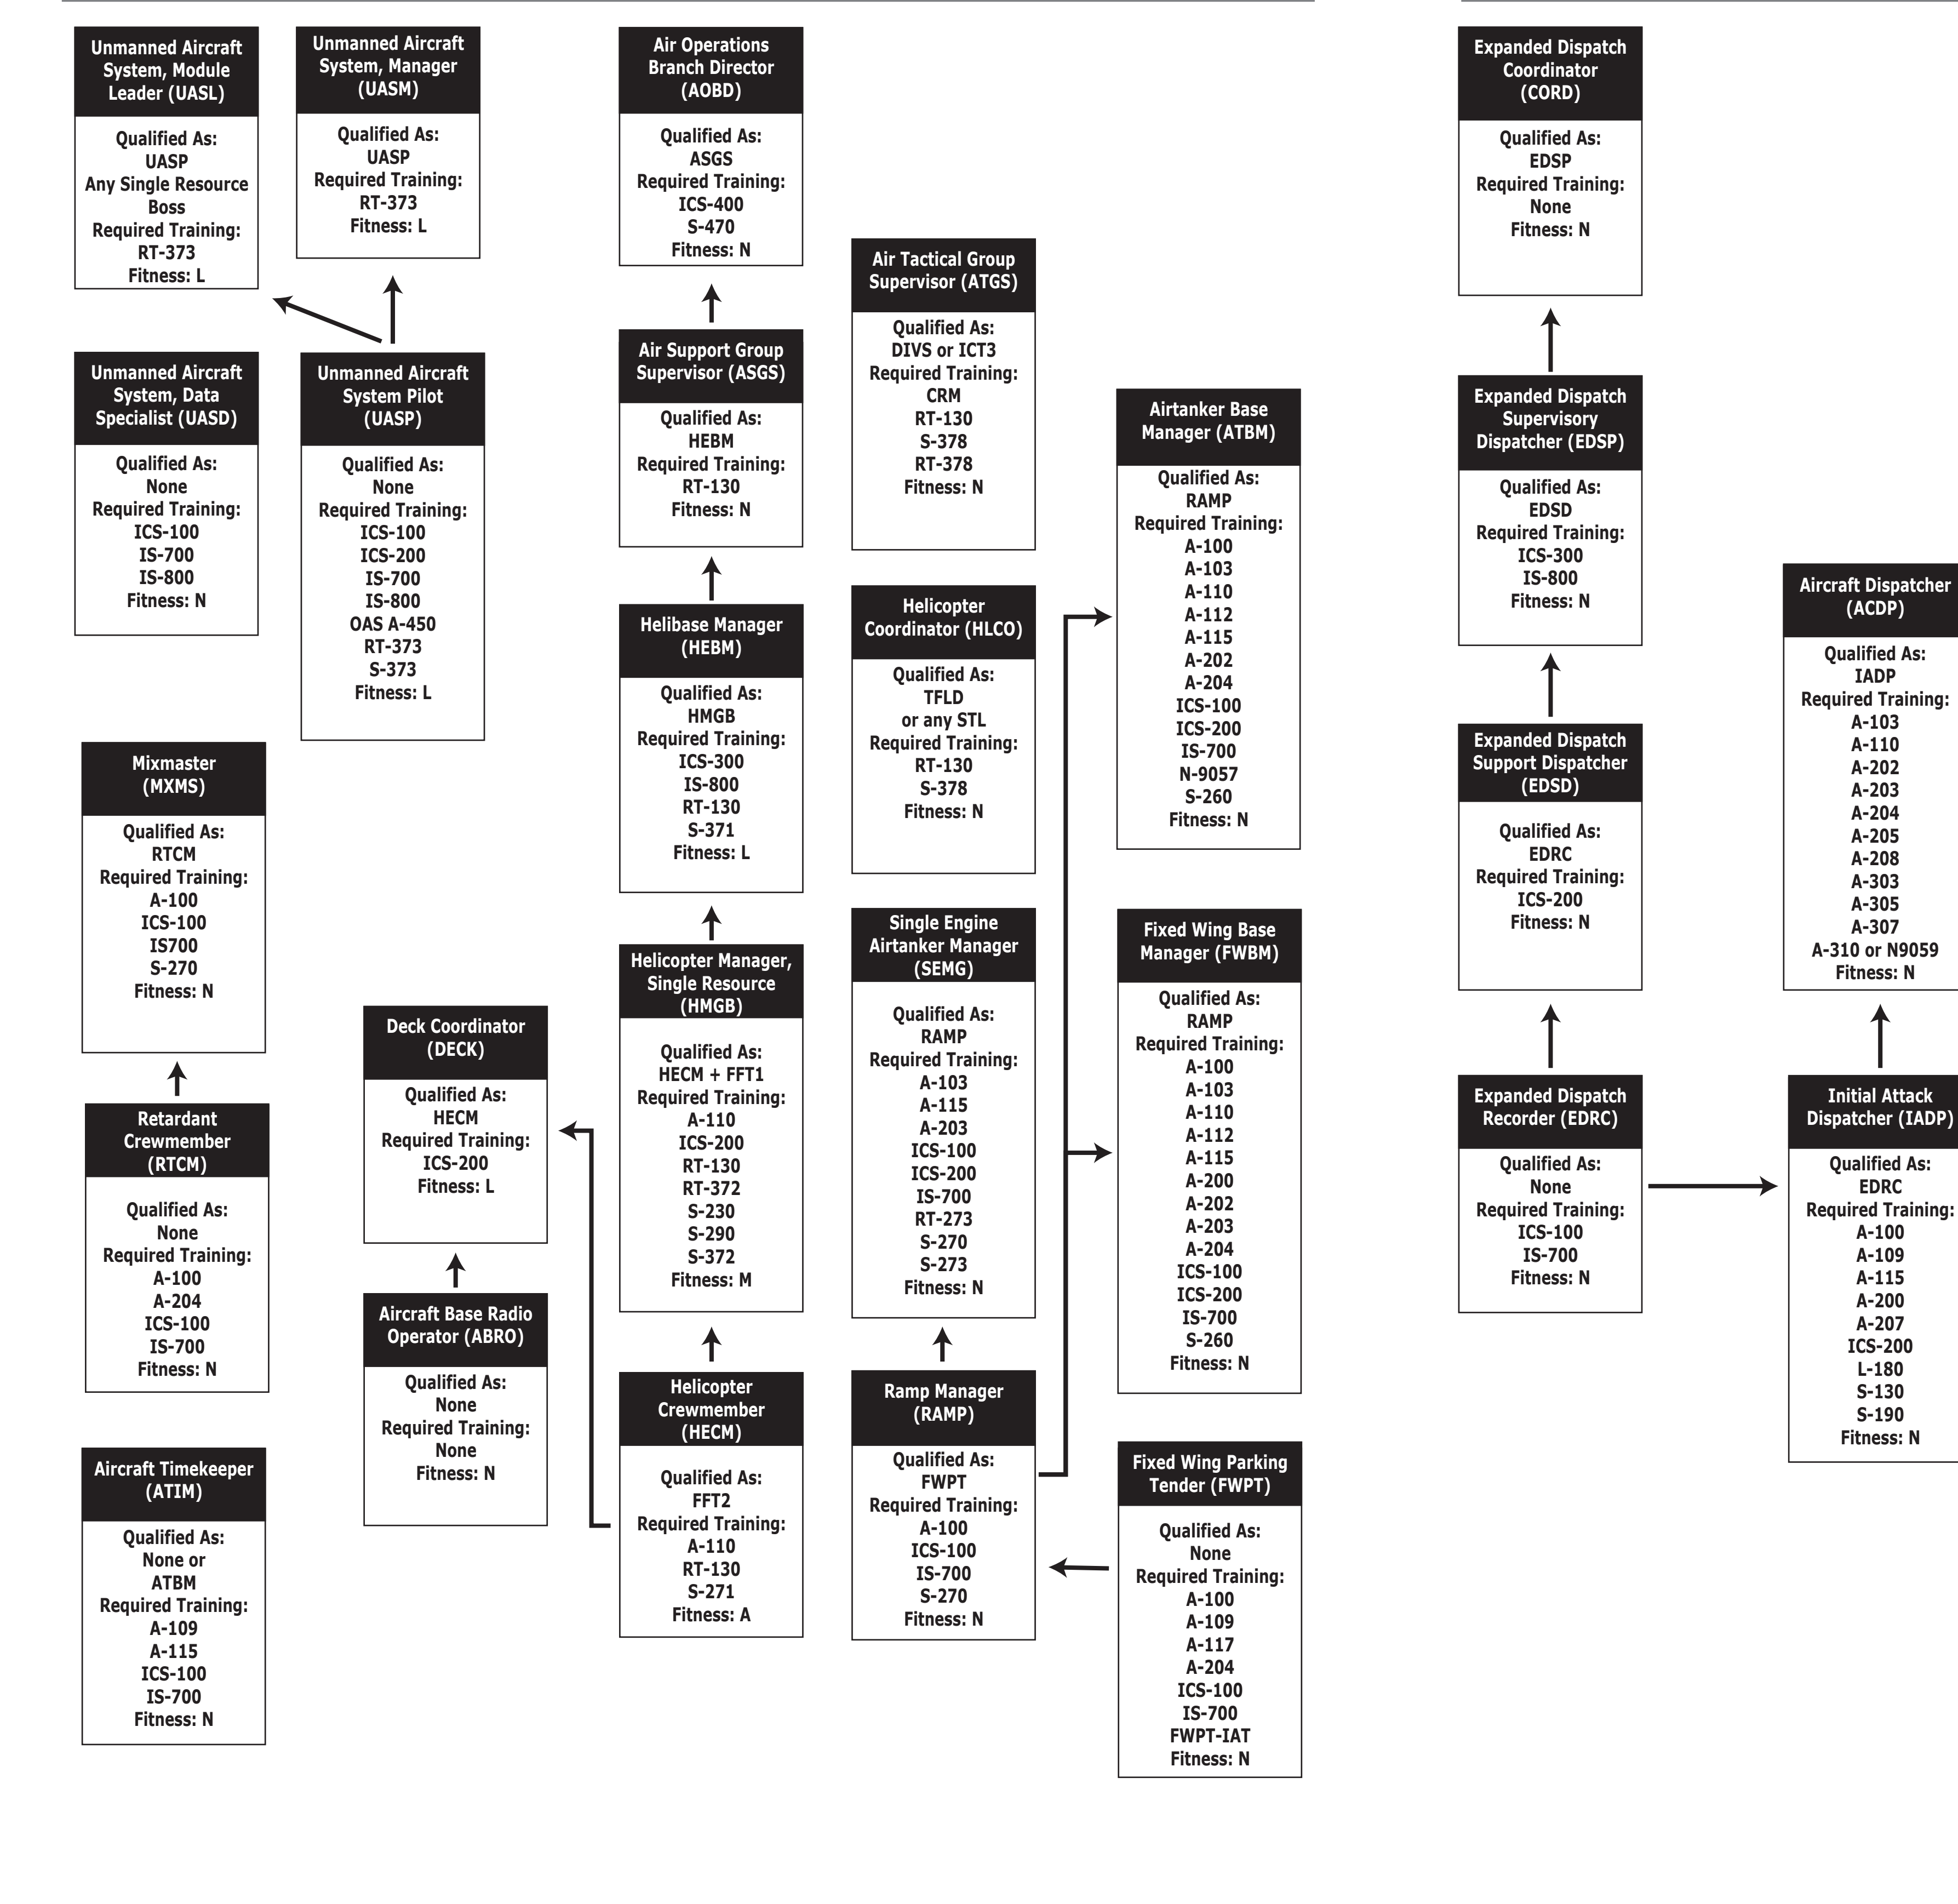 Unmanned Aircraft
System, Module
Leader (UASL)
Qualified As:
UASP
Any Single Resource
Boss
Required Training:
RT-373
Fitness: L
Unmanned Aircraft
System, Manager
(UASM)
Qualified As:
UASP
Required Training:
RT-373
Fitness: L
Unmanned Aircraft
System, Data
Specialist (UASD)
Qualified As:
None
Required Training:
ICS-100
IS-700
IS-800
Fitness: N
Unmanned Aircraft
System Pilot
(UASP)
Qualified As:
None
Required Training:
ICS-100
ICS-200
IS-700
IS-800
OAS A-450
RT-373
S-373
Fitness: L
Mixmaster
(MXMS)
Qualified As:
RTCM
Required Training:
A-100
ICS-100
IS700
S-270
Fitness: N
Retardant
Crewmember
(RTCM)
Qualified As:
None
Required Training:
A-100
A-204
ICS-100
IS-700
Fitness: N
Aircraft Timekeeper
(ATIM)
Qualified As:
None or
ATBM
Required Training:
A-109
A-115
ICS-100
IS-700
Fitness: N
Deck Coordinator
(DECK)
Qualified As:
HECM
Required Training:
ICS-200
Fitness: L
Aircraft Base Radio
Operator (ABRO)
Qualified As:
None
Required Training:
None
Fitness: N
Air Operations
Branch Director
(AOBD)
Qualified As:
ASGS
Required Training:
ICS-400
S-470
Fitness: N
Air Support Group
Supervisor (ASGS)
Qualified As:
HEBM
Required Training:
RT-130
Fitness: N
Helibase Manager
(HEBM)
Qualified As:
HMGB
Required Training:
ICS-300
IS-800
RT-130
S-371
Fitness: L
Helicopter Manager,
Single Resource
(HMGB)
Qualified As:
HECM + FFT1
Required Training:
A-110
ICS-200
RT-130
RT-372
S-230
S-290
S-372
Fitness: M
Helicopter
Crewmember
(HECM)
Qualified As:
FFT2
Required Training:
A-110
RT-130
S-271
Fitness: A
Air Tactical Group
Supervisor (ATGS)
Qualified As:
DIVS or ICT3
Required Training:
CRM
RT-130
S-378
RT-378
Fitness: N
Helicopter
Coordinator (HLCO)
Qualified As:
TFLD
or any STL
Required Training:
RT-130
S-378
Fitness: N
Single Engine
Airtanker Manager
(SEMG)
Qualified As:
RAMP
Required Training:
A-103
A-115
A-203
ICS-100
ICS-200
IS-700
RT-273
S-270
S-273
Fitness: N
Ramp Manager
(RAMP)
Qualified As:
FWPT
Required Training:
A-100
ICS-100
IS-700
S-270
Fitness: N
Airtanker Base
Manager (ATBM)
Qualified As:
RAMP
Required Training:
A-100
A-103
A-110
A-112
A-115
A-202
A-204
ICS-100
ICS-200
IS-700
N-9057
S-260
Fitness: N
Fixed Wing Base
Manager (FWBM)
Qualified As:
RAMP
Required Training:
A-100
A-103
A-110
A-112
A-115
A-200
A-202
A-203
A-204
ICS-100
ICS-200
IS-700
S-260
Fitness: N
Fixed Wing Parking
Tender (FWPT)
Qualified As:
None
Required Training:
A-100
A-109
A-117
A-204
ICS-100
IS-700
FWPT-IAT
Fitness: N
Expanded Dispatch
Coordinator
(CORD)
Qualified As:
EDSP
Required Training:
None
Fitness: N
Expanded Dispatch
Supervisory
Dispatcher (EDSP)
Qualified As:
EDSD
Required Training:
ICS-300
IS-800
Fitness: N
Expanded Dispatch
Support Dispatcher
(EDSD)
Qualified As:
EDRC
Required Training:
ICS-200
Fitness: N
Expanded Dispatch
Recorder (EDRC)
Qualified As:
None
Required Training:
ICS-100
IS-700
Fitness: N
Aircraft Dispatcher
(ACDP)
Qualified As:
IADP
Required Training:
A-103
A-110
A-202
A-203
A-204
A-205
A-208
A-303
A-305
A-307
A-310 or N9059
Fitness: N
Initial Attack
Dispatcher (IADP)
Qualified As:
EDRC
Required Training:
A-100
A-109
A-115
A-200
A-207
ICS-200
L-180
S-130
S-190
Fitness: N